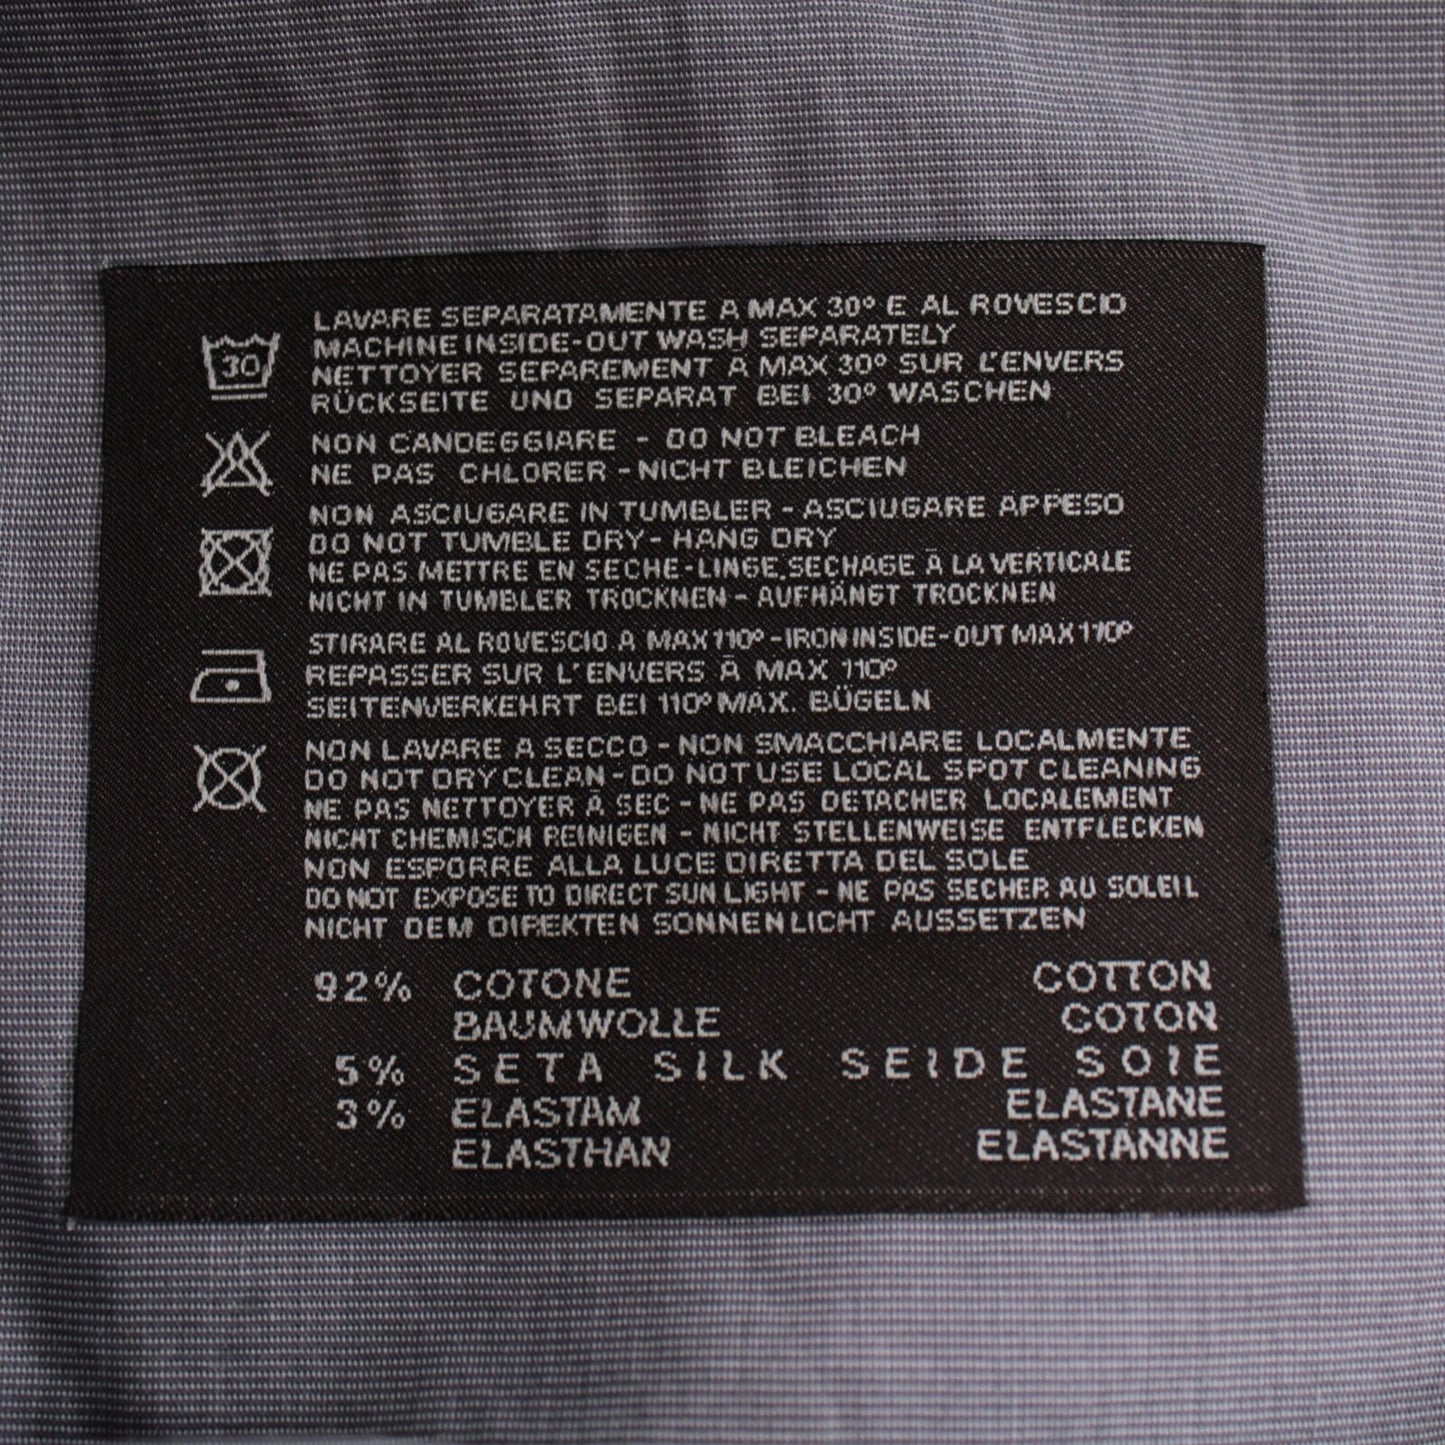 30
LAVARE SEPARATAMENTE A MAX 30° E AL ROVESCIO
MACHINE INSIDE-OUT WASH SEPARATELY
NETTOYER SEPAREMENT À MAX 30° SUR L'ENVERS
RÜCKSEITE UND SEPARAT BEI 30° WASCHEN
NON CANDEGGIARE - DO NOT BLEACH
NE PAS CHLORER - NICHT BLEICHEN
NON ASCIUGARE IN TUMBLER - ASCIUGARE APPESO
DO NOT TUMBLE DRY - HANG DRY
NE PAS METTRE EN SECHE-LINGE.SECHAGE À LA VERTICALE
NICHT IN TUMBLER TROCKNEN - AUFHÄNGT TROCKNEN
STIRARE AL ROVESCIO A MAX 110° - IRON INSIDE-OUT MAX 110°
REPASSER SUR L'ENVERS À MAX 110°
SEITENVERKEHRT BEI 110° MAX. BÜGELN
NON LAVARE A SECCO - NON SMACCHIARE LOCALMENTE
DO NOT DRY CLEAN - DO NOT USE LOCAL SPOT CLEANING
NE PAS NETTOYER À SEC - NE PAS DETACHER LOCALEMENT
NICHT CHEMISCH REINIGEN - NICHT STELLENWEISE ENTFLECKEN
NON ESPORRE ALLA LUCE DIRETTA DEL SOLE
DO NOT EXPOSE TO DIRECT SUN LIGHT - NE PAS SECHER AU SOLEIL
NICHT DEM DIREKTEN SONNENLICHT AUSSETZEN
92% COTONE COTTON
BAUMWOLLE COTON
5% SETA SILK SEIDE SOIE
3% ELASTAM ELASTANE
ELASTHAN ELASTANNE